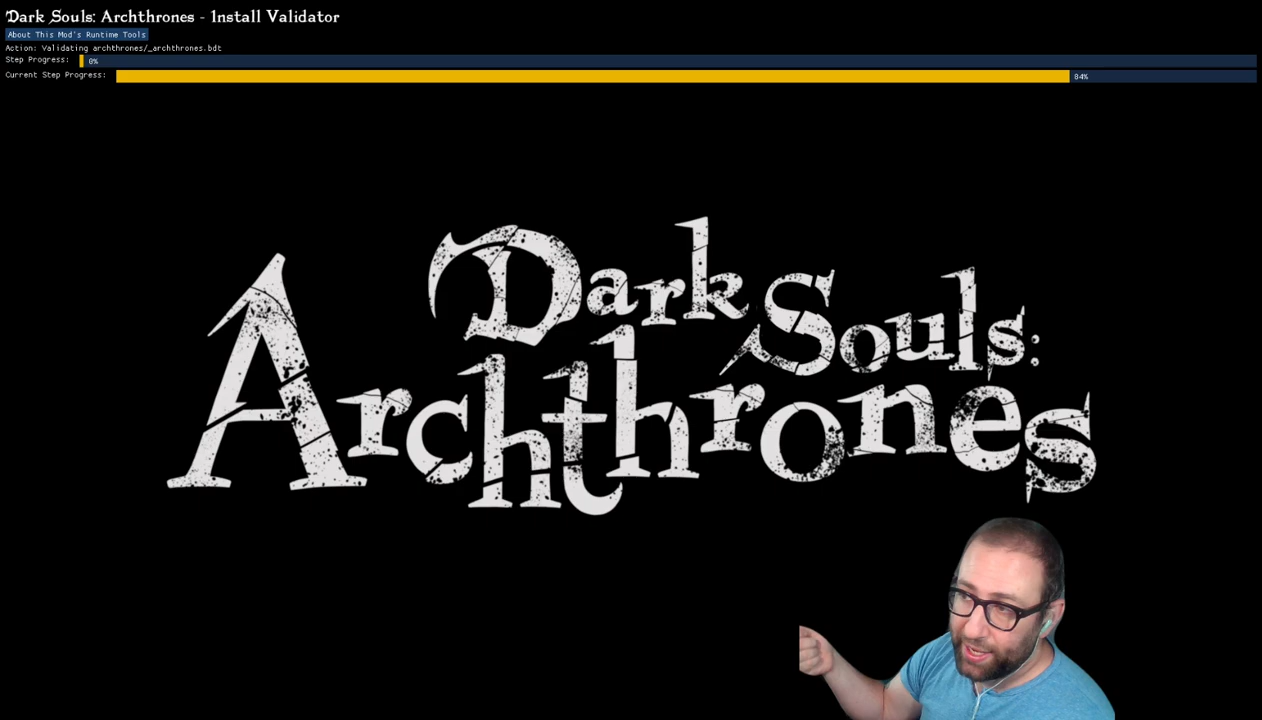 Dark Souls: Archthrones - Install Validator
About This Mod's Runtime Tools
Action: Validating archthrones/_archthrones.bdt
Step Progress: 0%
Current Step Progress: 84%
Dark Souls:
Archthrones